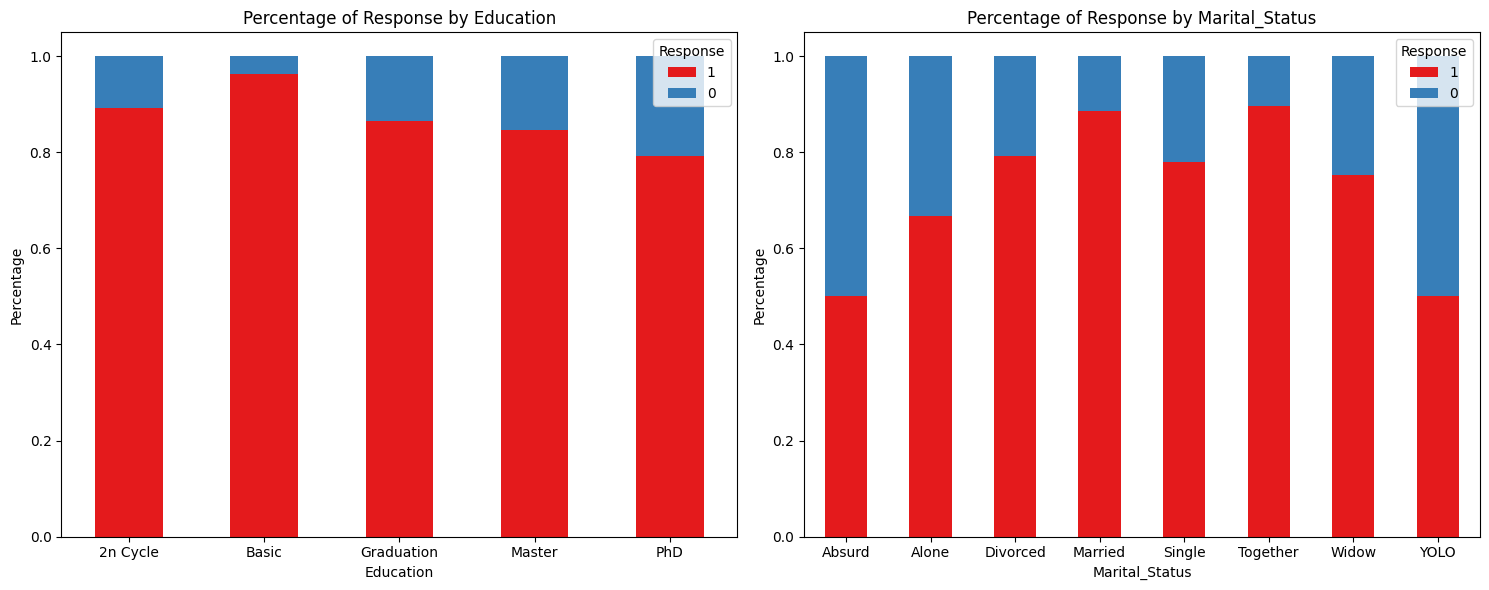 Percentage of Response by Education
Percentage
1.0
0.8
0.6
0.4
0.2
0.0
Response
1
0
2n Cycle Basic Graduation Master PhD
Education
Percentage of Response by Marital_Status
Percentage
1.0
0.8
0.6
0.4
0.2
0.0
Response
1
0
Absurd Alone Divorced Married Single Together Widow YOLO
Marital_Status